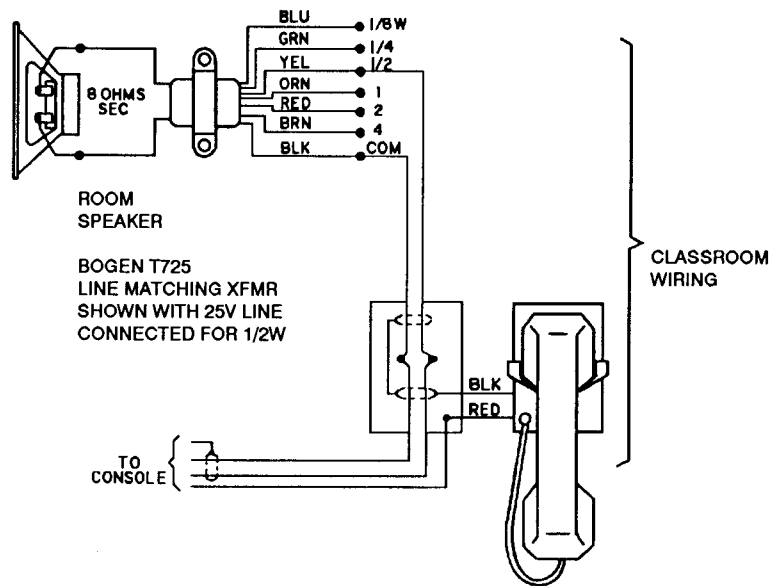 BLU 1/8W
GRN 1/4
YEL 1/2
ORN 1
RED 2
BRN 4
BLK COM
8 OHMS
SEC
ROOM
SPEAKER
BOGEN T725
LINE MATCHING XFMR
SHOWN WITH 25V LINE
CONNECTED FOR 1/2W
CLASSROOM
WIRING
BLK
RED
TO
CONSOLE